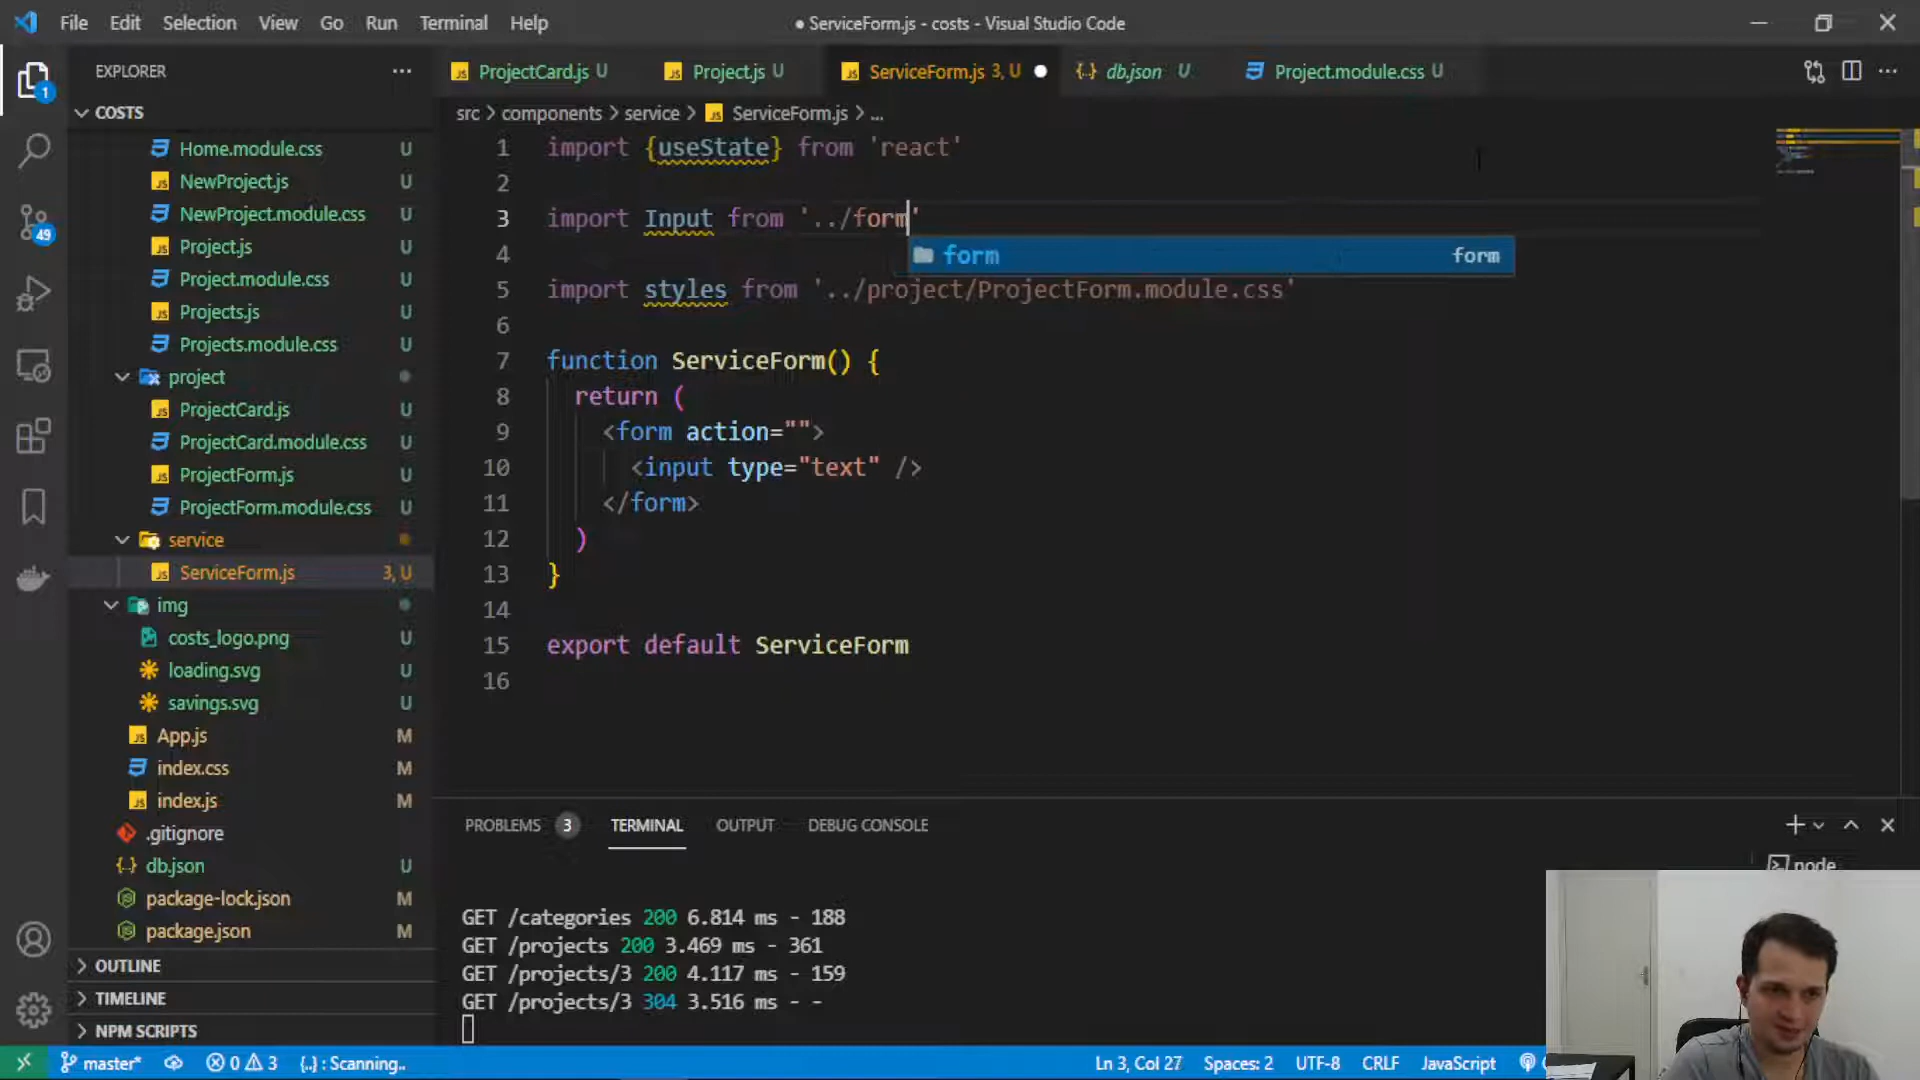 File Edit Selection View Go Run Terminal Help
● ServiceForm.js - costs - Visual Studio Code
EXPLORER ...
ProjectCard.js U
Project.js U
ServiceForm.js 3, U
db.json U
Project.module.css U
COSTS
src > components > service > ServiceForm.js > ...
Home.module.css U
NewProject.js U
NewProject.module.css U
Project.js U
Project.module.css U
Projects.js U
Projects.module.css U
project
ProjectCard.js U
ProjectCard.module.css U
ProjectForm.js U
ProjectForm.module.css U
service
ServiceForm.js 3, U
img
costs_logo.png U
loading.svg U
savings.svg U
App.js M
index.css M
index.js M
.gitignore
db.json U
package-lock.json M
package.json M
OUTLINE
TIMELINE
NPM SCRIPTS
1
49
1 import {useState} from 'react'
2
3 import Input from '../form'
form form
4
5 import styles from '../project/ProjectForm.module.css'
6
7 function ServiceForm() {
8 return (
9 <form action="">
10 <input type="text" />
11 </form>
12 )
13 }
14
15 export default ServiceForm
16
PROBLEMS 3 TERMINAL OUTPUT DEBUG CONSOLE
node
GET /categories 200 6.814 ms - 188
GET /projects 200 3.469 ms - 361
GET /projects/3 200 4.117 ms - 159
GET /projects/3 304 3.516 ms - -
master* 0 3 {..} : Scanning.. Ln 3, Col 27 Spaces: 2 UTF-8 CRLF JavaScript